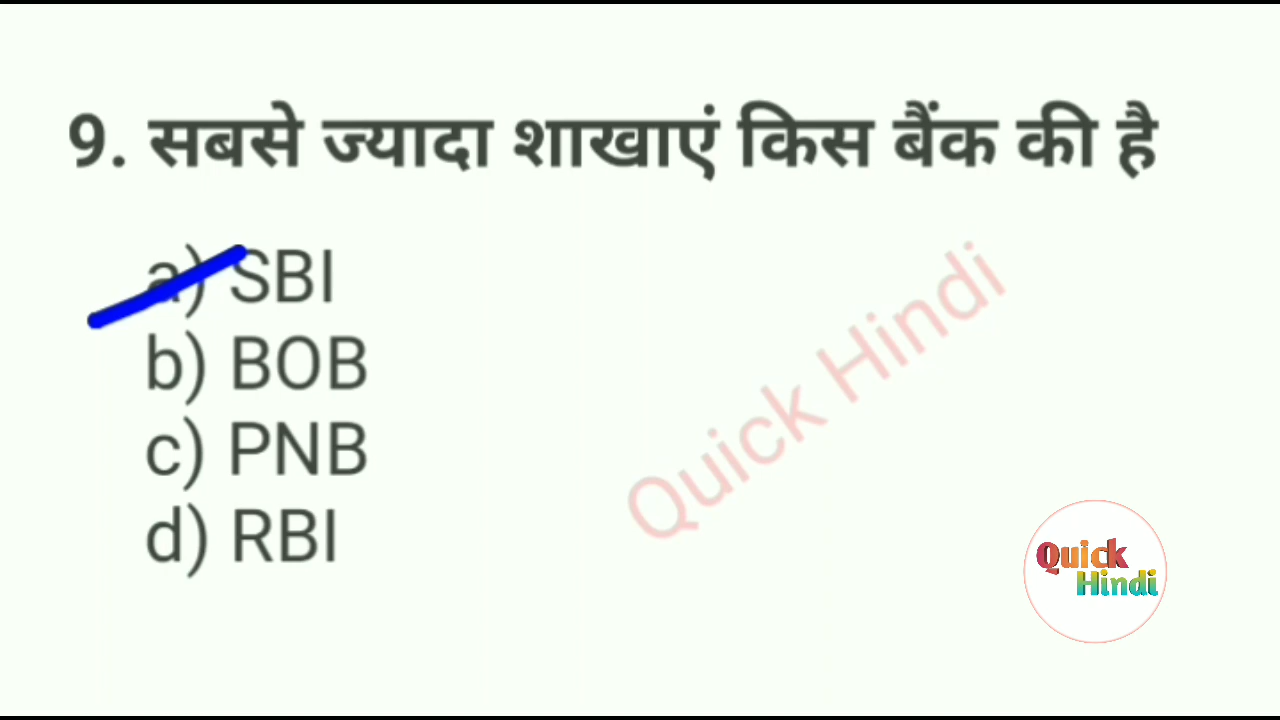 9. सबसे ज्यादा शाखाएं किस बैंक की है
a) SBI
b) BOB
c) PNB
d) RBI
Quick Hindi
Quick
Hindi